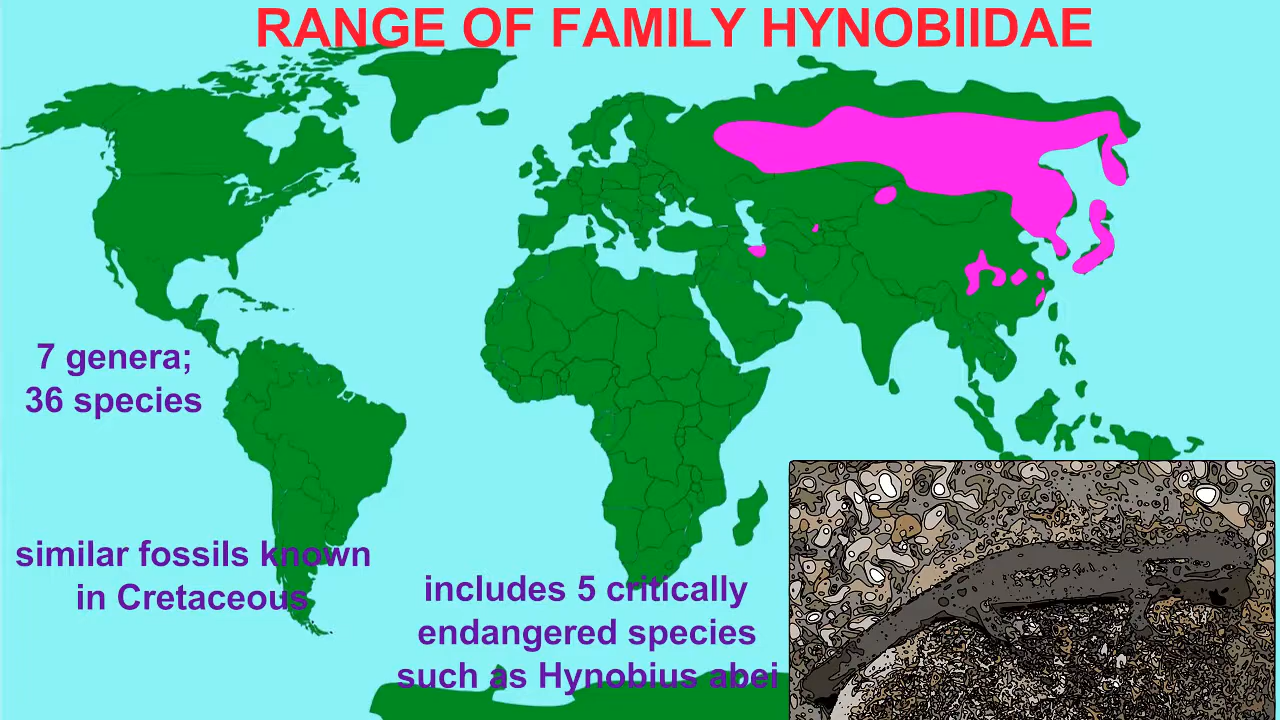 RANGE OF FAMILY HYNOBIIDAE
7 genera;
36 species
similar fossils known
in Cretaceous
includes 5 critically
endangered species
such as Hynobius abei